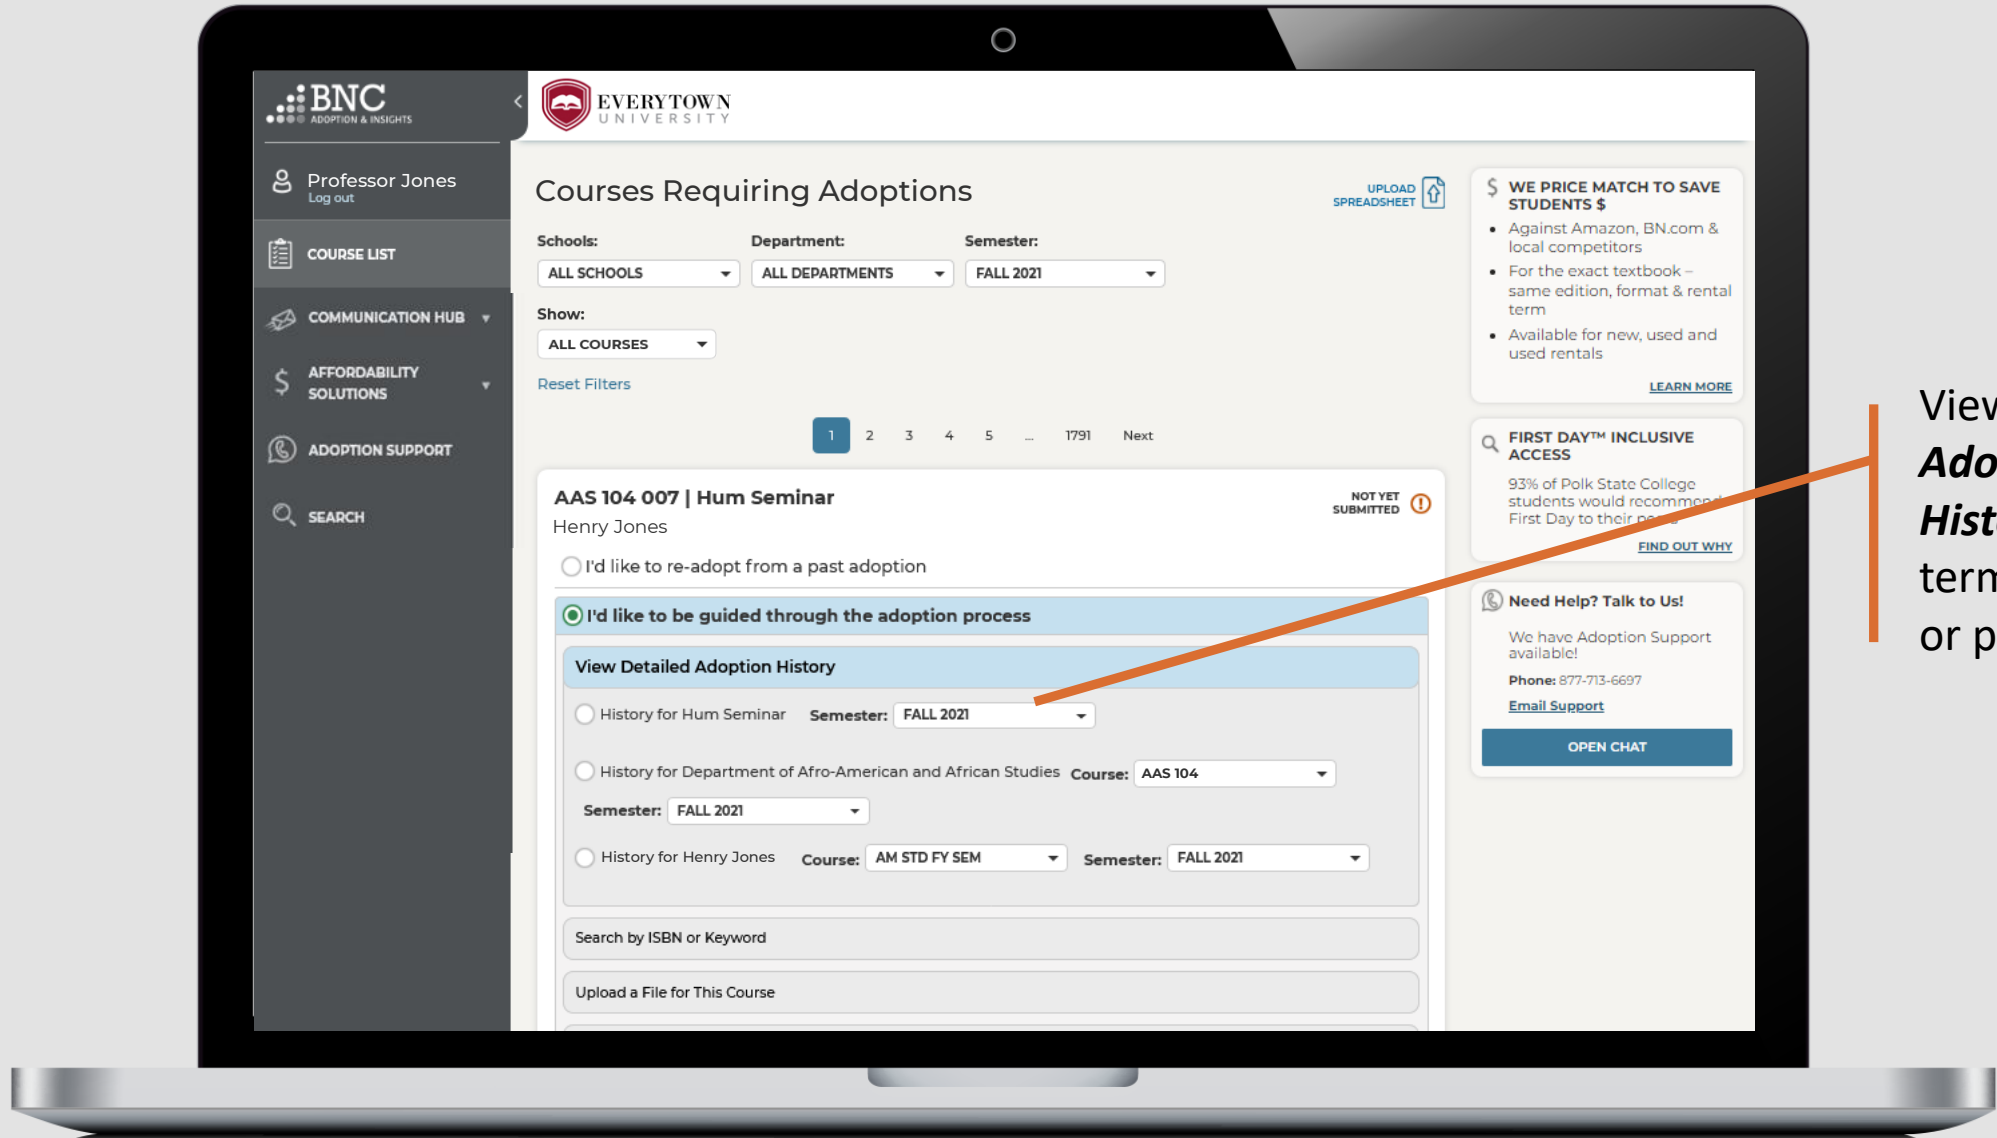 BNC
ADOPTION & INSIGHTS
Professor Jones
Log out
COURSE LIST
COMMUNICATION HUB
AFFORDABILITY
SOLUTIONS
ADOPTION SUPPORT
SEARCH
EVERYTOWN
UNIVERSITY
Courses Requiring Adoptions
UPLOAD
SPREADSHEET
Schools: Department: Semester:
ALL SCHOOLS ALL DEPARTMENTS FALL 2021
Show:
ALL COURSES
Reset Filters
1 2 3 4 5 ... 1791 Next
AAS 104 007 | Hum Seminar
Henry Jones
NOT YET
SUBMITTED
I'd like to re-adopt from a past adoption
I'd like to be guided through the adoption process
View Detailed Adoption History
History for Hum Seminar Semester: FALL 2021
History for Department of Afro-American and African Studies Course: AAS 104
Semester: FALL 2021
History for Henry Jones Course: AM STD FY SEM Semester: FALL 2021
Search by ISBN or Keyword
Upload a File for This Course
$ WE PRICE MATCH TO SAVE
STUDENTS $
• Against Amazon, BN.com &
local competitors
• For the exact textbook –
same edition, format & rental
term
• Available for new, used and
used rentals
LEARN MORE
FIRST DAY™ INCLUSIVE
ACCESS
93% of Polk State College
students would recommend
First Day to their
FIND OUT WHY
Need Help? Talk to Us!
We have Adoption Support
available!
Phone: 877-713-6697
Email Support
OPEN CHAT
or